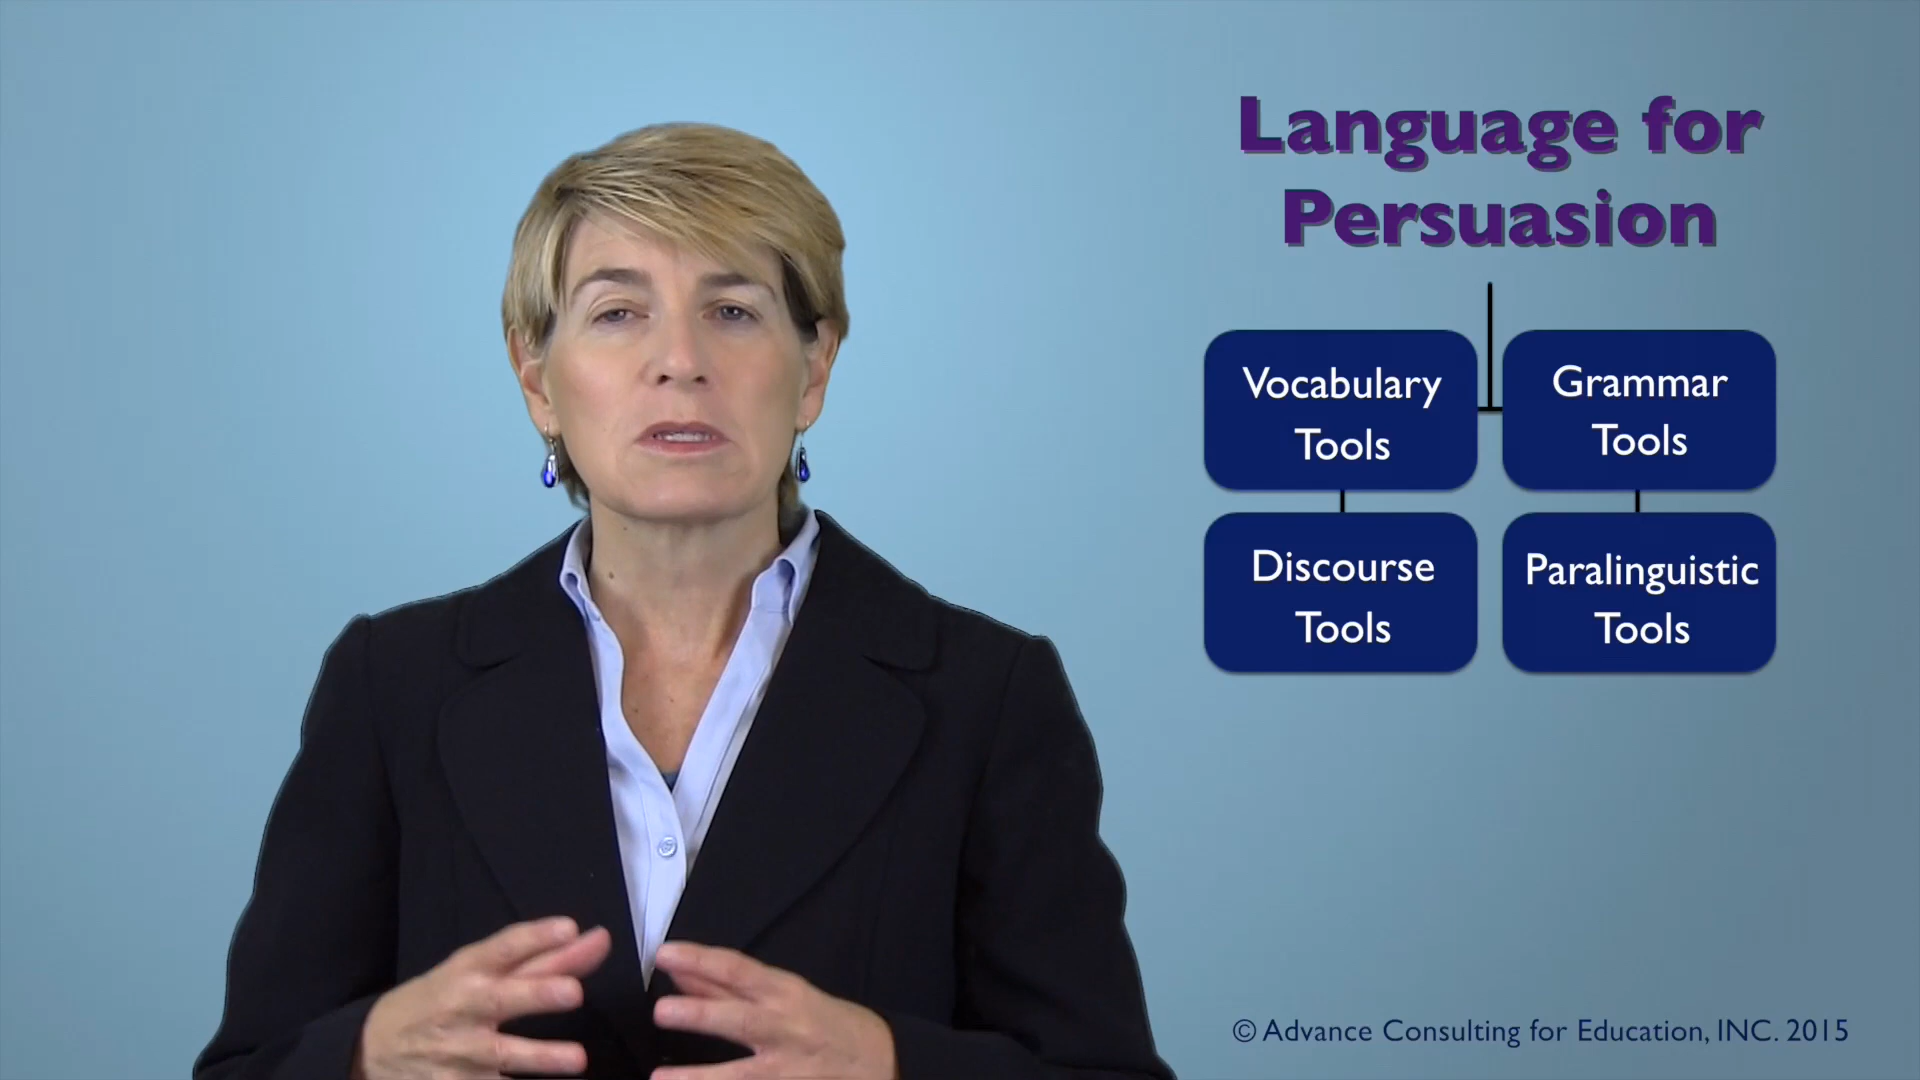 Language for
Persuasion
Vocabulary
Tools
Grammar
Tools
Discourse
Tools
Paralinguistic
Tools
© Advance Consulting for Education, INC. 2015